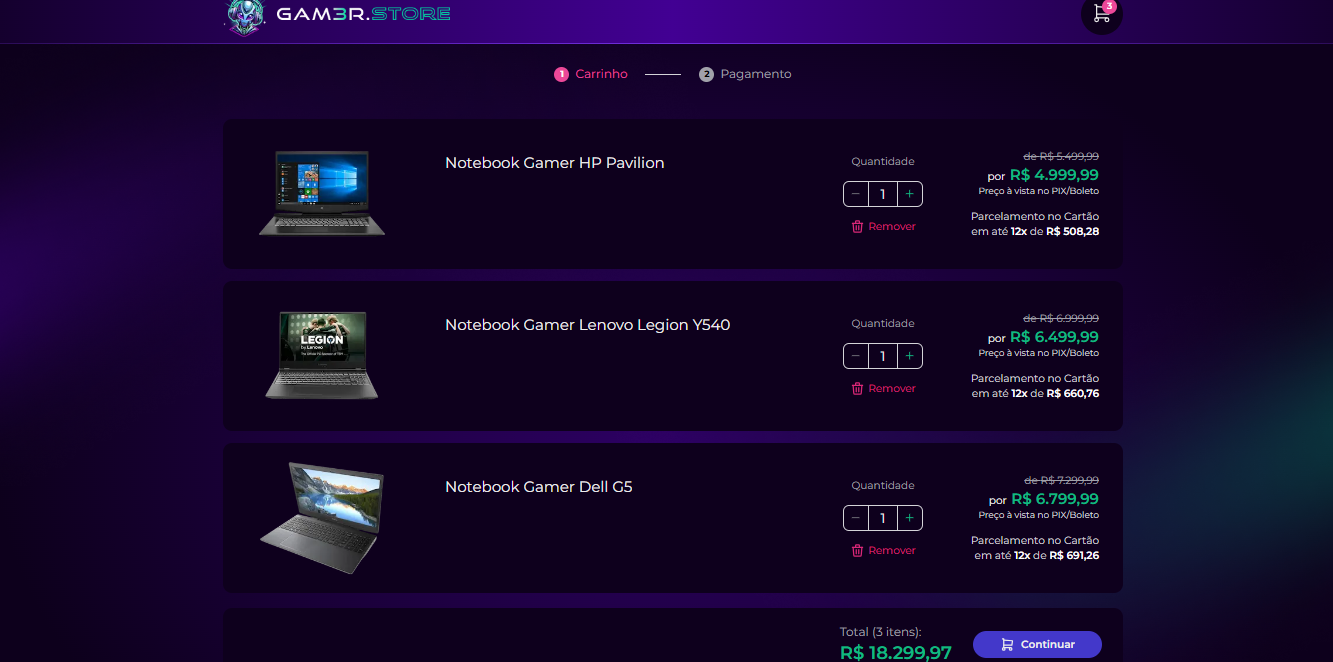 GAM3R.STORE
3
1 Carrinho
2 Pagamento
Notebook Gamer HP Pavilion
Quantidade
− 1 +
Remover
de R$ 5.499,99
por R$ 4.999,99
Preço à vista no PIX/Boleto
Parcelamento no Cartão
em até 12x de R$ 508,28
LEGION
by Lenovo
Notebook Gamer Lenovo Legion Y540
Quantidade
− 1 +
Remover
de R$ 6.999,99
por R$ 6.499,99
Preço à vista no PIX/Boleto
Parcelamento no Cartão
em até 12x de R$ 660,76
Notebook Gamer Dell G5
Quantidade
− 1 +
Remover
de R$ 7.299,99
por R$ 6.799,99
Preço à vista no PIX/Boleto
Parcelamento no Cartão
em até 12x de R$ 691,26
Total (3 itens):
R$ 18.299,97
Continuar